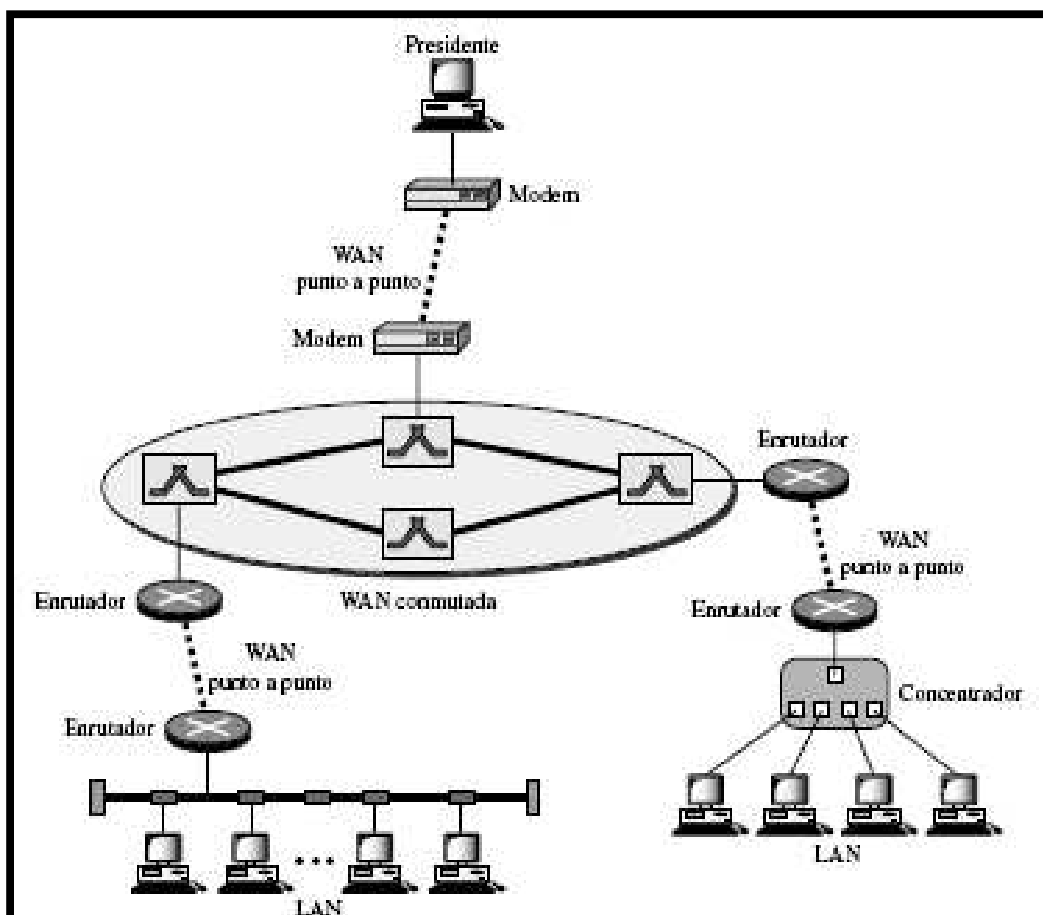 Presidente
Modem
WAN
punto a punto
Modem
Enrutador
WAN
punto a punto
Enrutador
WAN conmutada
Enrutador
WAN
punto a punto
Enrutador
Concentrador
Enrutador
LAN
LAN